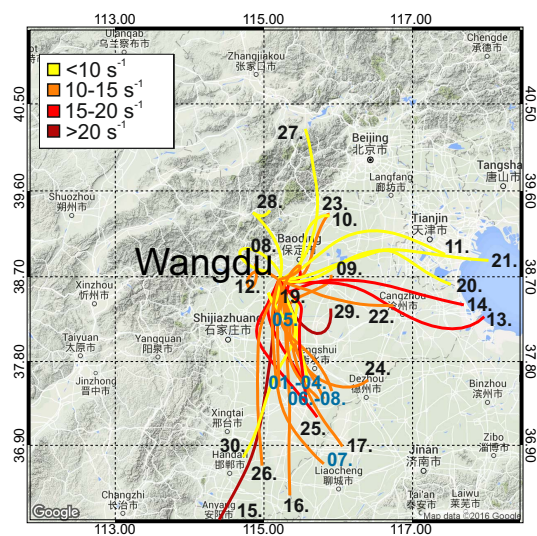 113.00 115.00 117.00
<10 s⁻¹
10-15 s⁻¹
15-20 s⁻¹
>20 s⁻¹
Ulanqab
乌兰察布市
Zhangjiakou
张家口市
Chengde
承德市
40.50 40.50
27.
Beijing
北京市
Langfang
廊坊市
Tangsha
唐山市
39.60 39.60
Shuozhou
朔州市
28.
23.
10.
Tianjin
天津市
08.
Baoding
保定市
11.
21.
Wangdu
09.
38.70 38.70
12.
20.
Xinzhou
忻州市
19.
Cangzhou
沧州市
14.
29.
22.
13.
Shijiazhuang
石家庄市
05.
Taiyuan
太原市
Yangquan
阳泉市
37.80 37.80
24.
Jinzhong
晋中市
01.-04.
06.-08.
Dezhou
德州市
Binzhou
滨州市
Xingtai
邢台市
25.
36.90 36.90
30.
17.
Zibo
淄博市
Handan
邯郸市
26.
07.
Jinan
济南市
Liaocheng
聊城市
Changzhi
长治市
Anyang
安阳市
15.
16.
Tai'an
泰安市
Laiwu
莱芜市
Google
Map data ©2016 Google
113.00 115.00 117.00